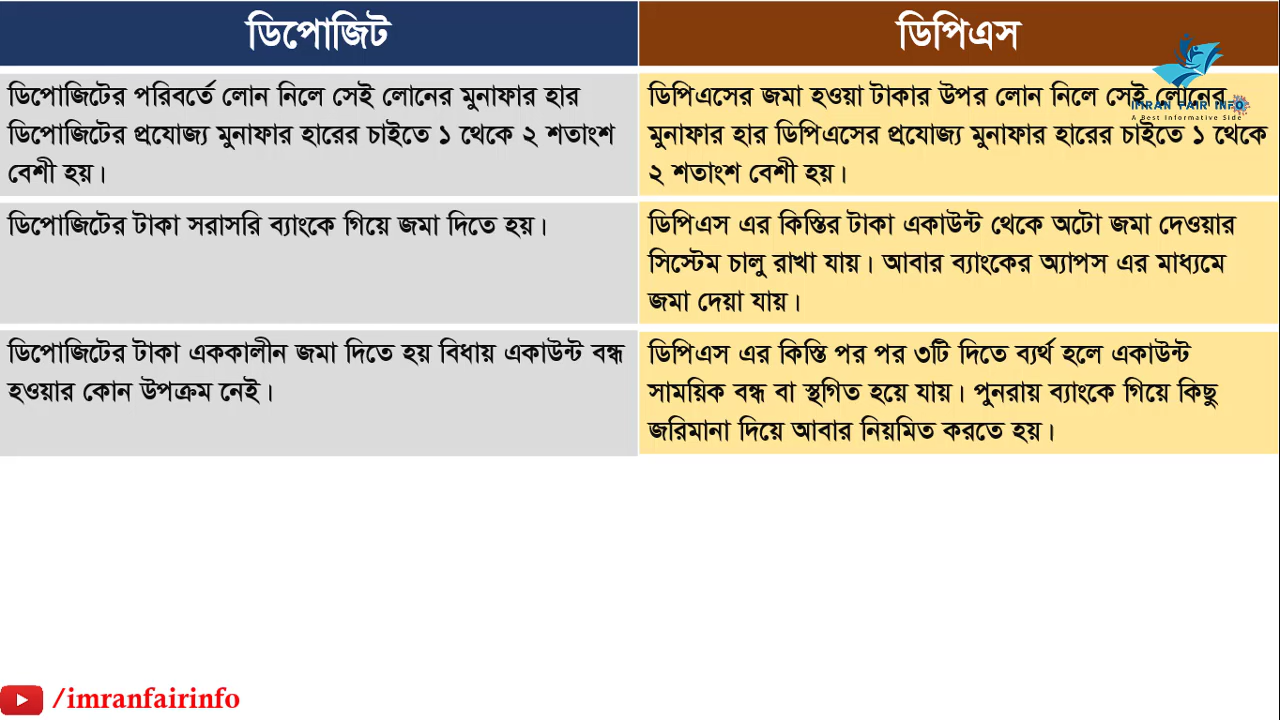 ডিপোজিট
ডিপিএস
ডিপোজিটের পরিবর্তে লোন নিলে সেই লোনের মুনাফার হার
ডিপোজিটের প্রযোজ্য মুনাফার হারের চাইতে ১ থেকে ২ শতাংশ
বেশী হয়।
ডিপিএসের জমা হওয়া টাকার উপর লোন নিলে সেই লোনের
মুনাফার হার ডিপিএসের প্রযোজ্য মুনাফার হারের চাইতে ১ থেকে
২ শতাংশ বেশী হয়।
IMRAN FAIR INFO
A Best Informative Side
ডিপোজিটের টাকা সরাসরি ব্যাংকে গিয়ে জমা দিতে হয়।
ডিপিএস এর কিস্তির টাকা একাউন্ট থেকে অটো জমা দেওয়ার
সিস্টেম চালু রাখা যায়। আবার ব্যাংকের অ্যাপস এর মাধ্যমে
জমা দেয়া যায়।
ডিপোজিটের টাকা এককালীন জমা দিতে হয় বিধায় একাউন্ট বন্ধ
হওয়ার কোন উপক্রম নেই।
ডিপিএস এর কিস্তি পর পর ৩টি দিতে ব্যর্থ হলে একাউন্ট
সাময়িক বন্ধ বা স্থগিত হয়ে যায়। পুনরায় ব্যাংকে গিয়ে কিছু
জরিমানা দিয়ে আবার নিয়মিত করতে হয়।
/imranfairinfo